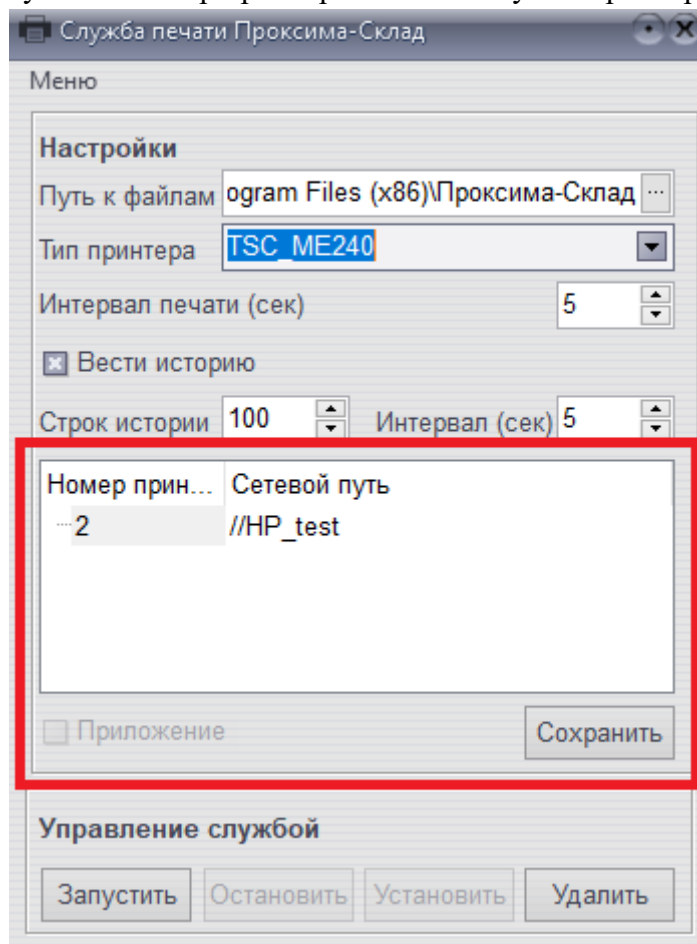 Служба печати Проксима-Склад
Меню
Настройки
Путь к файлам ogram Files (x86)\Проксима-Склад ...
Тип принтера TSC_ME240
Интервал печати (сек) 5
Вести историю
Строк истории 100 Интервал (сек) 5
Номер прин... Сетевой путь
2 //HP_test
Приложение Сохранить
Управление службой
Запустить Остановить Установить Удалить